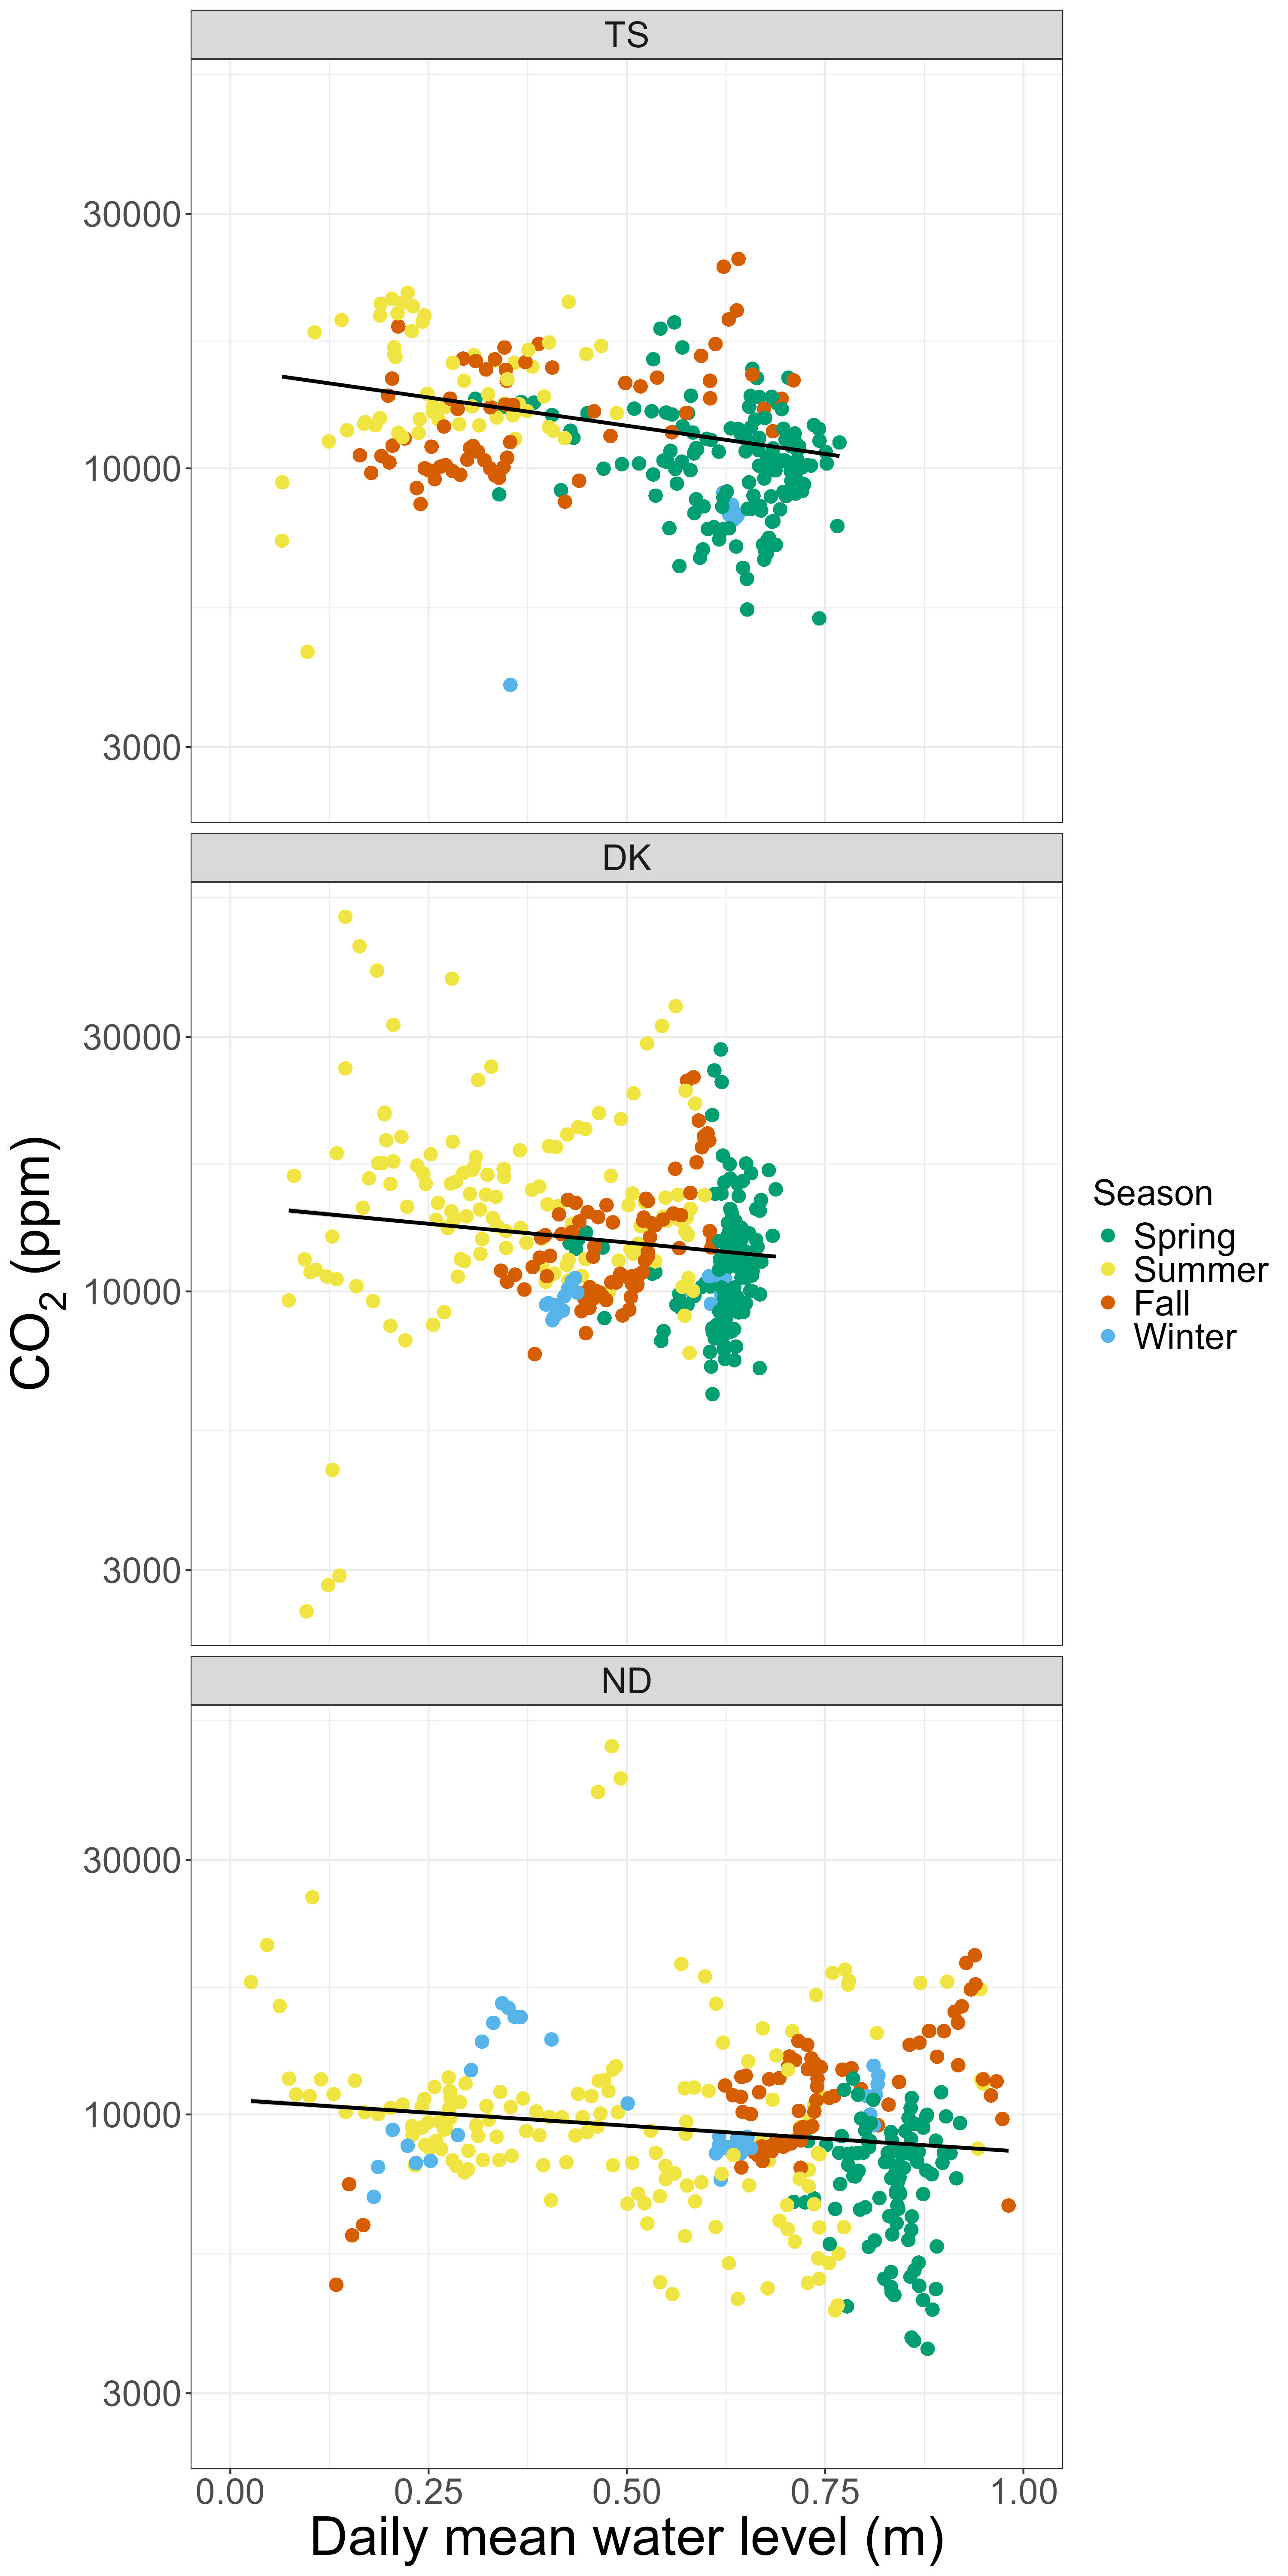 TS
30000
10000
3000
DK
30000
10000
3000
ND
30000
10000
3000
0.00 0.25 0.50 0.75 1.00
Daily mean water level (m)
CO2 (ppm)
Season
Spring
Summer
Fall
Winter